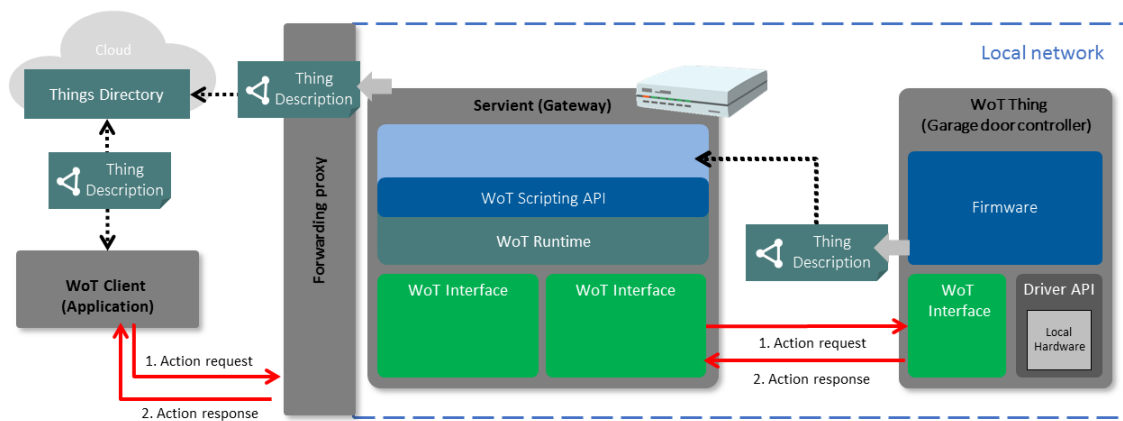 Cloud
Things Directory
Thing
Description
WoT Client
(Application)
1. Action request
2. Action response
Forwarding proxy
Thing
Description
Local network
Servient (Gateway)
WoT Scripting API
WoT Runtime
WoT Interface
WoT Interface
Thing
Description
1. Action request
2. Action response
WoT Thing
(Garage door controller)
Firmware
WoT
Interface
Driver API
Local
Hardware